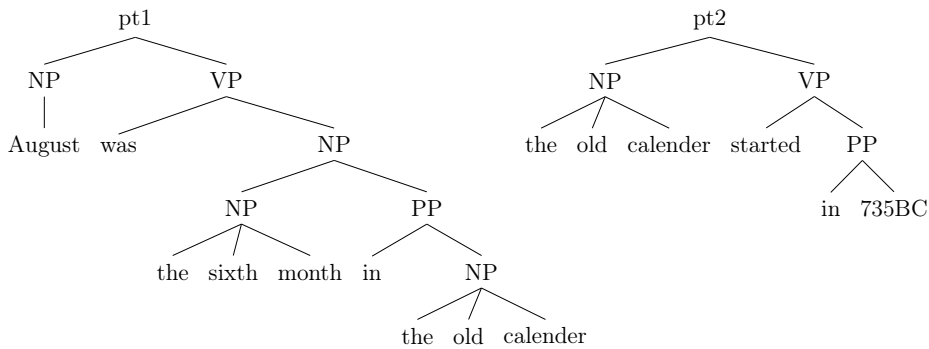 pt1 pt2
NP VP NP VP
August was NP the old calender started PP
NP PP in 735BC
the sixth month in NP
the old calender